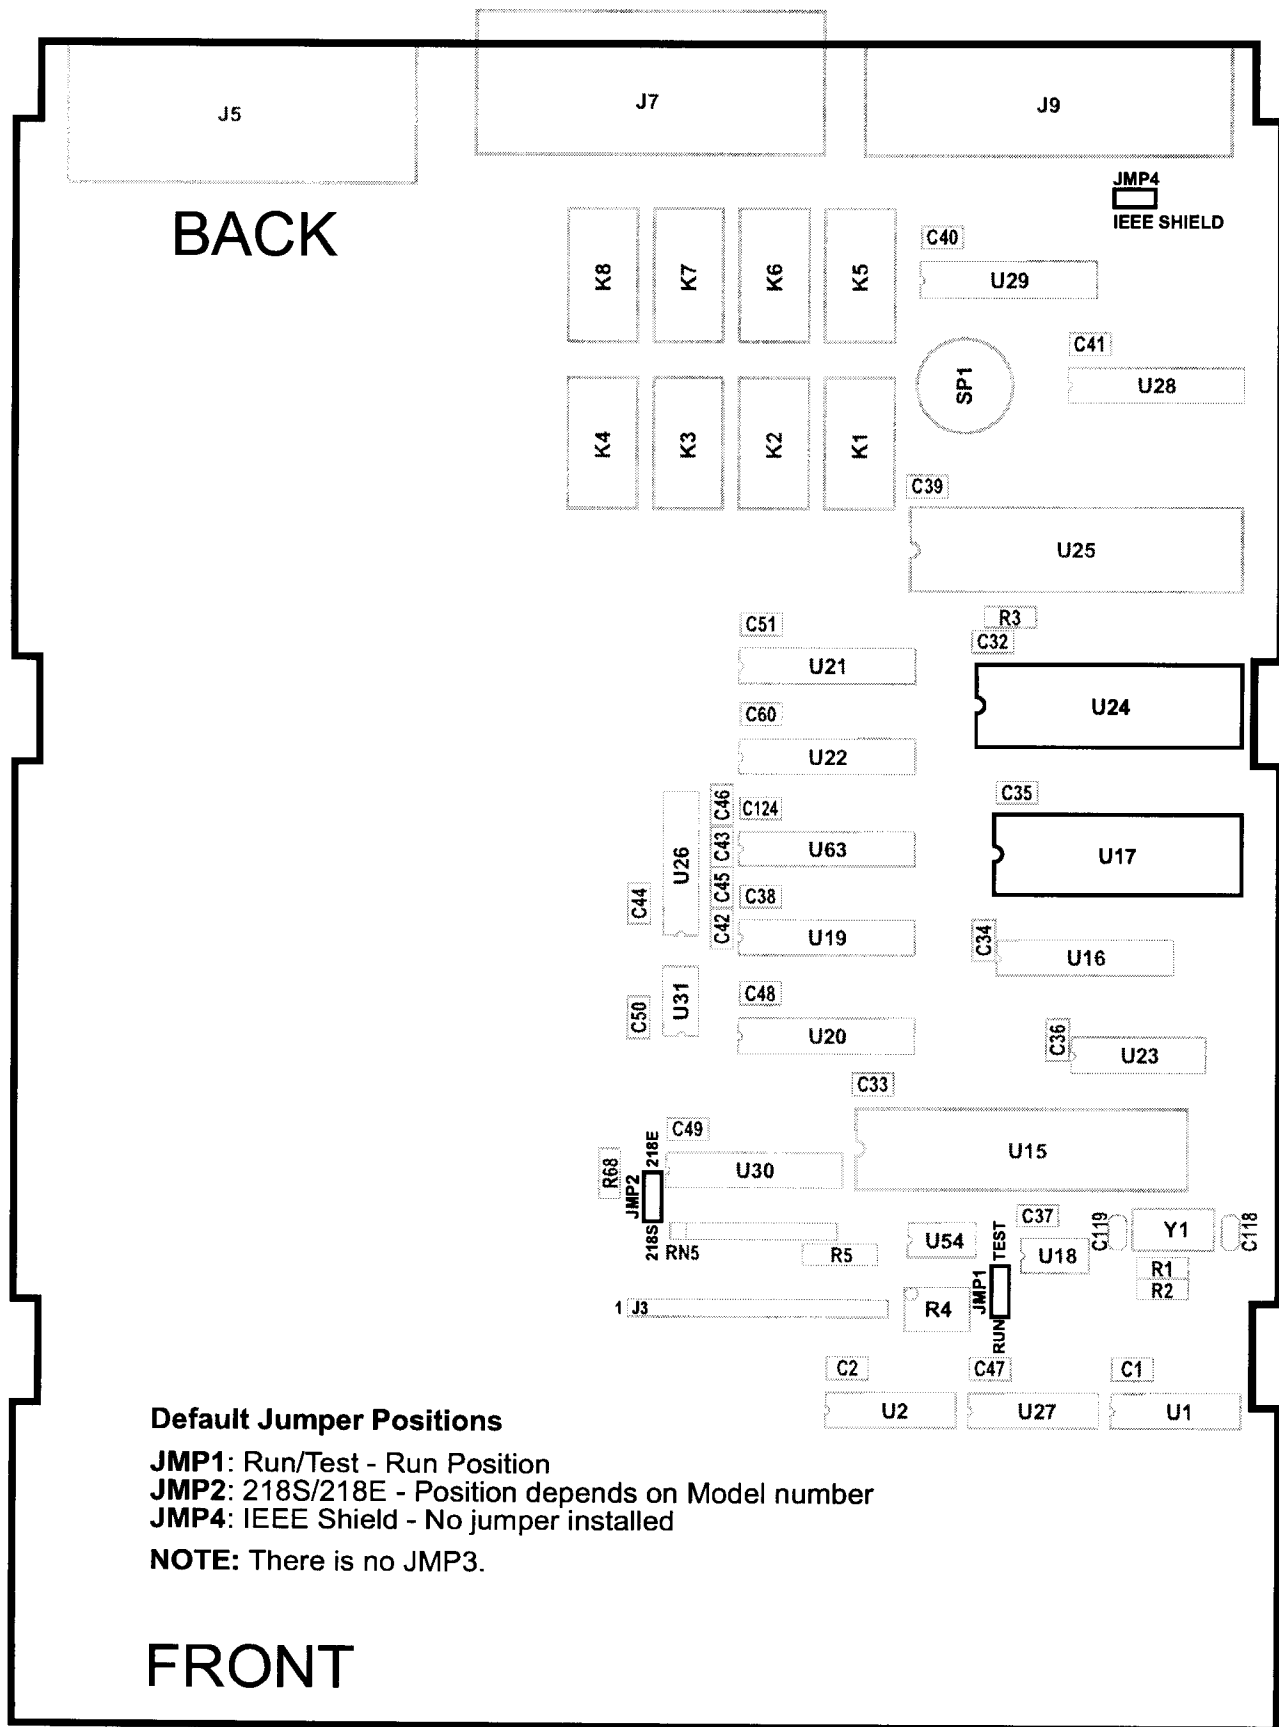 J5
J7
J9
JMP4
IEEE SHIELD
BACK
K8
K7
K6
K5
C40
U29
C41
U28
SP1
K4
K3
K2
K1
C39
U25
R3
C32
C51
U21
U24
C60
U22
C35
C46
C124
U26
C43
U63
U17
C44
C45
C38
C42
U19
C34
U16
C50
U31
C48
U20
C36
U23
C33
C49
218E
U30
U15
R68
JMP2
218S
RN5
R5
U54
TEST
C37
U18
C119
Y1
C118
R1
R2
1 J3
R4
JMP1
RUN
C2
C47
C1
U2
U27
U1
Default Jumper Positions
JMP1: Run/Test - Run Position
JMP2: 218S/218E - Position depends on Model number
JMP4: IEEE Shield - No jumper installed
NOTE: There is no JMP3.
FRONT